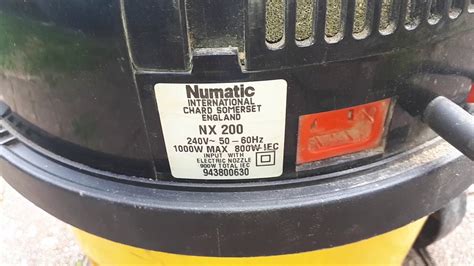 Numatic
INTERNATIONAL
CHARD SOMERSET
ENGLAND
NX 200
240V~ 50-60Hz
1000W MAX 800W IEC
INPUT WITH
ELECTRIC NOZZLE
900W TOTAL IEC
943800630